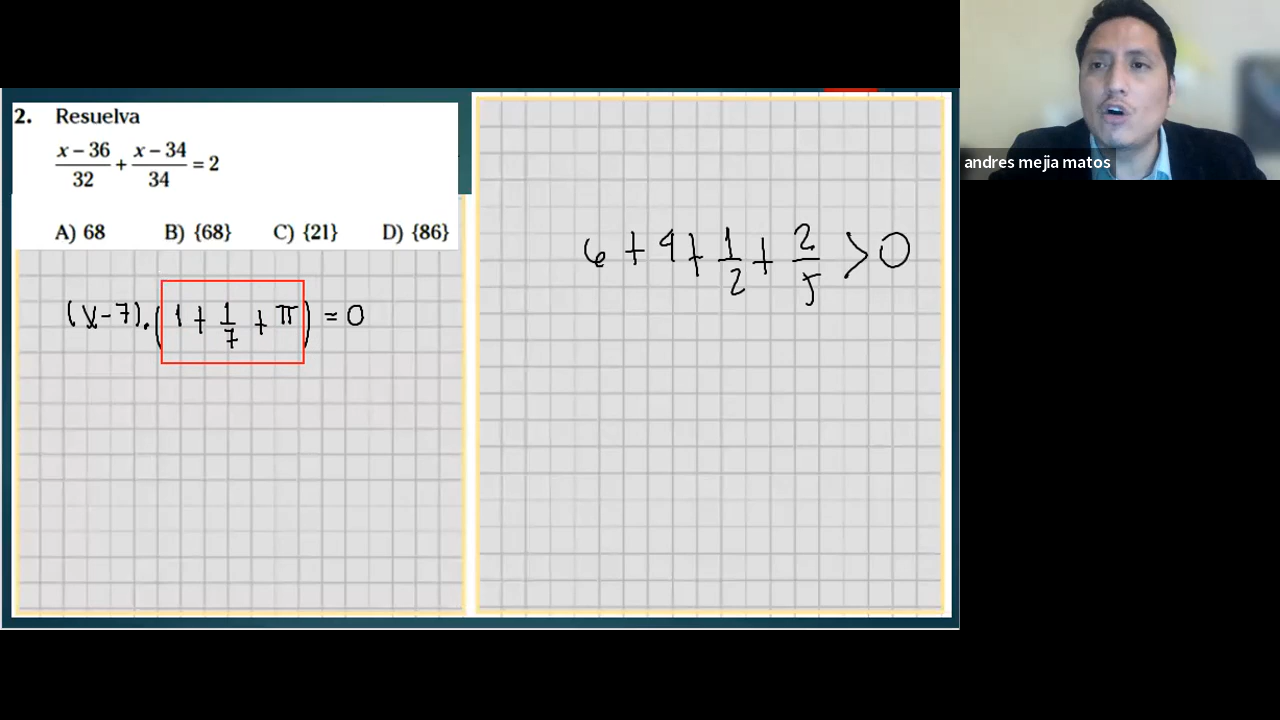 2. Resuelva
x – 36/32 + x – 34/34 = 2
A) 68 B) {68} C) {21} D) {86}
(x-7).(1+1/7+π)=0
6+9+1/2+2/5>0
andres mejia matos